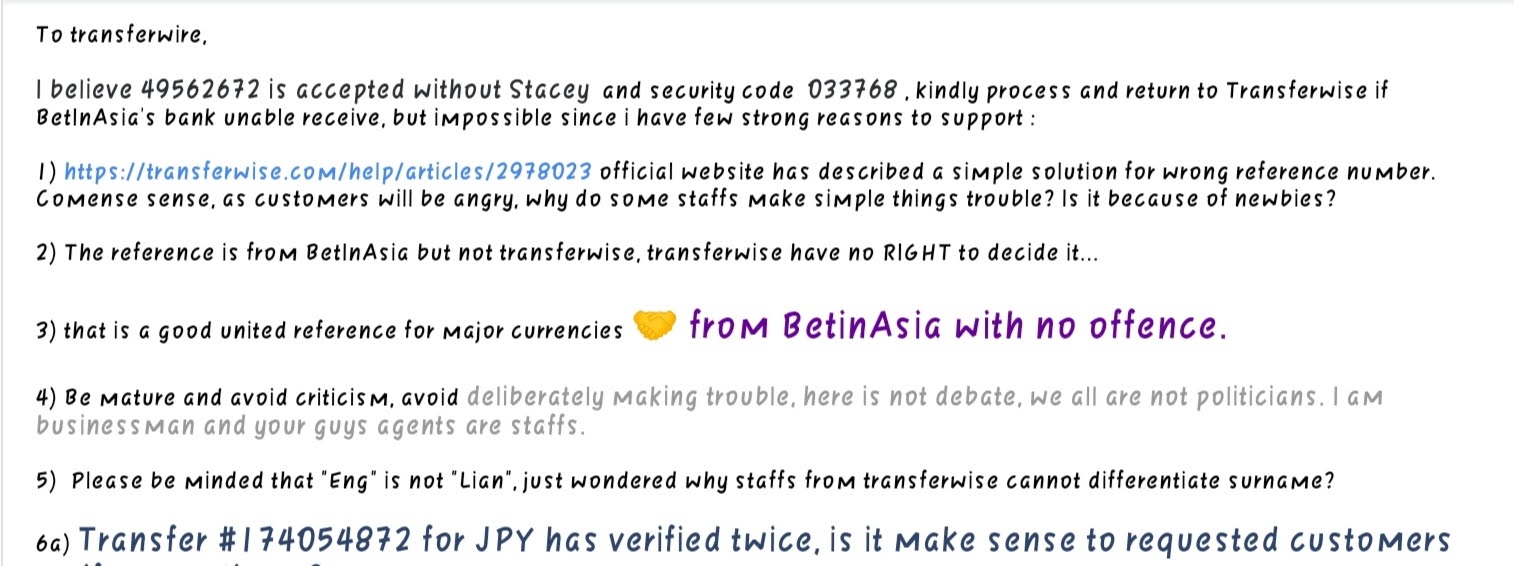 To transferwire,
I believe 49562672 is accepted without Stacey and security code 033768 , kindly process and return to Transferwise if
BetInAsia's bank unable receive, but impossible since i have few strong reasons to support :
1) https://transferwise.com/help/articles/2978023 official website has described a simple solution for wrong reference number.
Comense sense, as customers will be angry, why do some staffs make simple things trouble? Is it because of newbies?
2) The reference is from BetInAsia but not transferwise, transferwise have no RIGHT to decide it...
3) that is a good united reference for major currencies 🤝 from BetinAsia with no offence.
4) Be mature and avoid criticism, avoid deliberately making trouble, here is not debate, we all are not politicians. I am
businessman and your guys agents are staffs.
5) Please be minded that "Eng" is not "Lian", just wondered why staffs from transferwise cannot differentiate surname?
6a) Transfer #174054872 for JPY has verified twice, is it make sense to requested customers